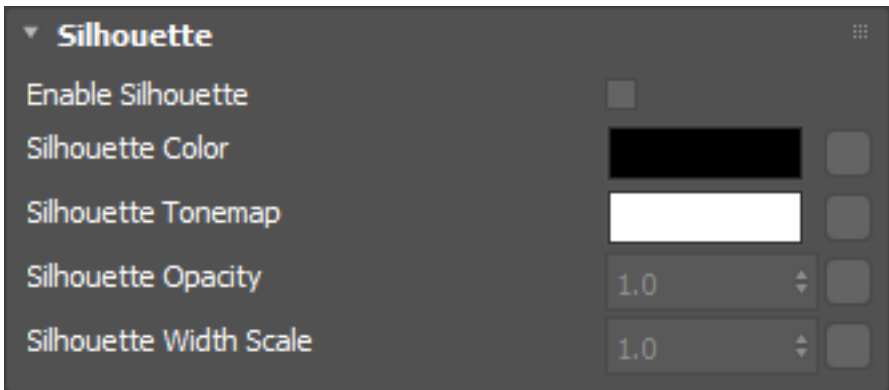 Silhouette
Enable Silhouette
Silhouette Color
Silhouette Tonemap
Silhouette Opacity 1.0
Silhouette Width Scale 1.0